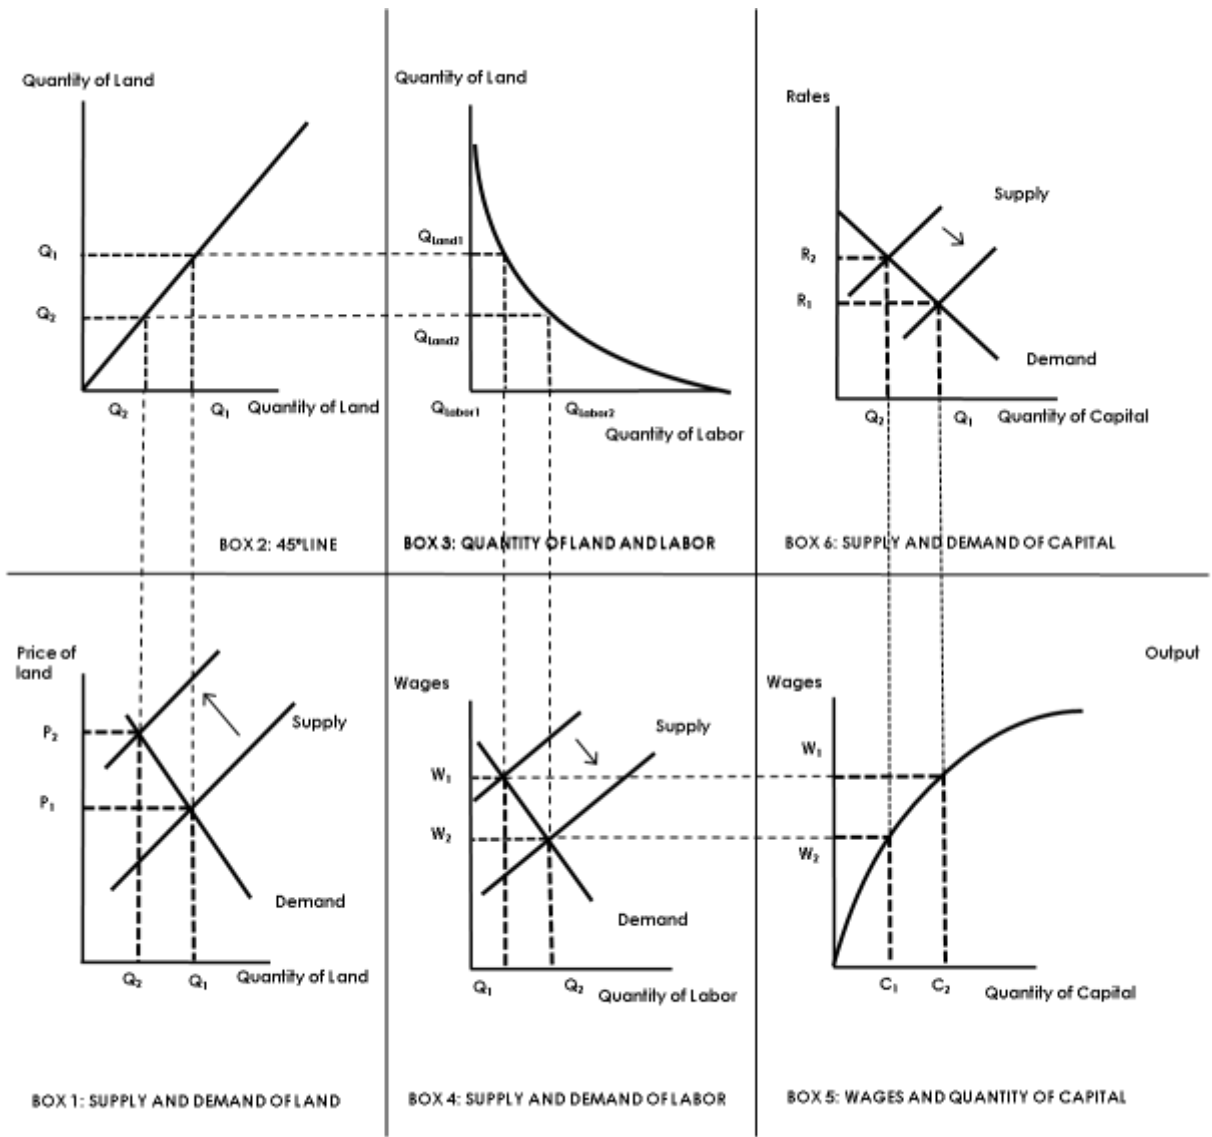 Quantity of Land
Q1
Q2
Q2
Q1
Quantity of Land
BOX 2: 45°LINE
Quantity of Land
QLand1
QLand2
QLabor1
QLabor2
Quantity of Labor
BOX 3: QUANTITY OF LAND AND LABOR
Rates
Supply
R2
R1
Demand
Q2
Q1
Quantity of Capital
BOX 6: SUPPLY AND DEMAND OF CAPITAL
Price of
land
P2
Supply
P1
Demand
Q2
Q1
Quantity of Land
BOX 1: SUPPLY AND DEMAND OF LAND
Wages
Supply
W1
W2
Demand
Q1
Q2
Quantity of Labor
BOX 4: SUPPLY AND DEMAND OF LABOR
Output
Wages
W1
W2
C1
C2
Quantity of Capital
BOX 5: WAGES AND QUANTITY OF CAPITAL